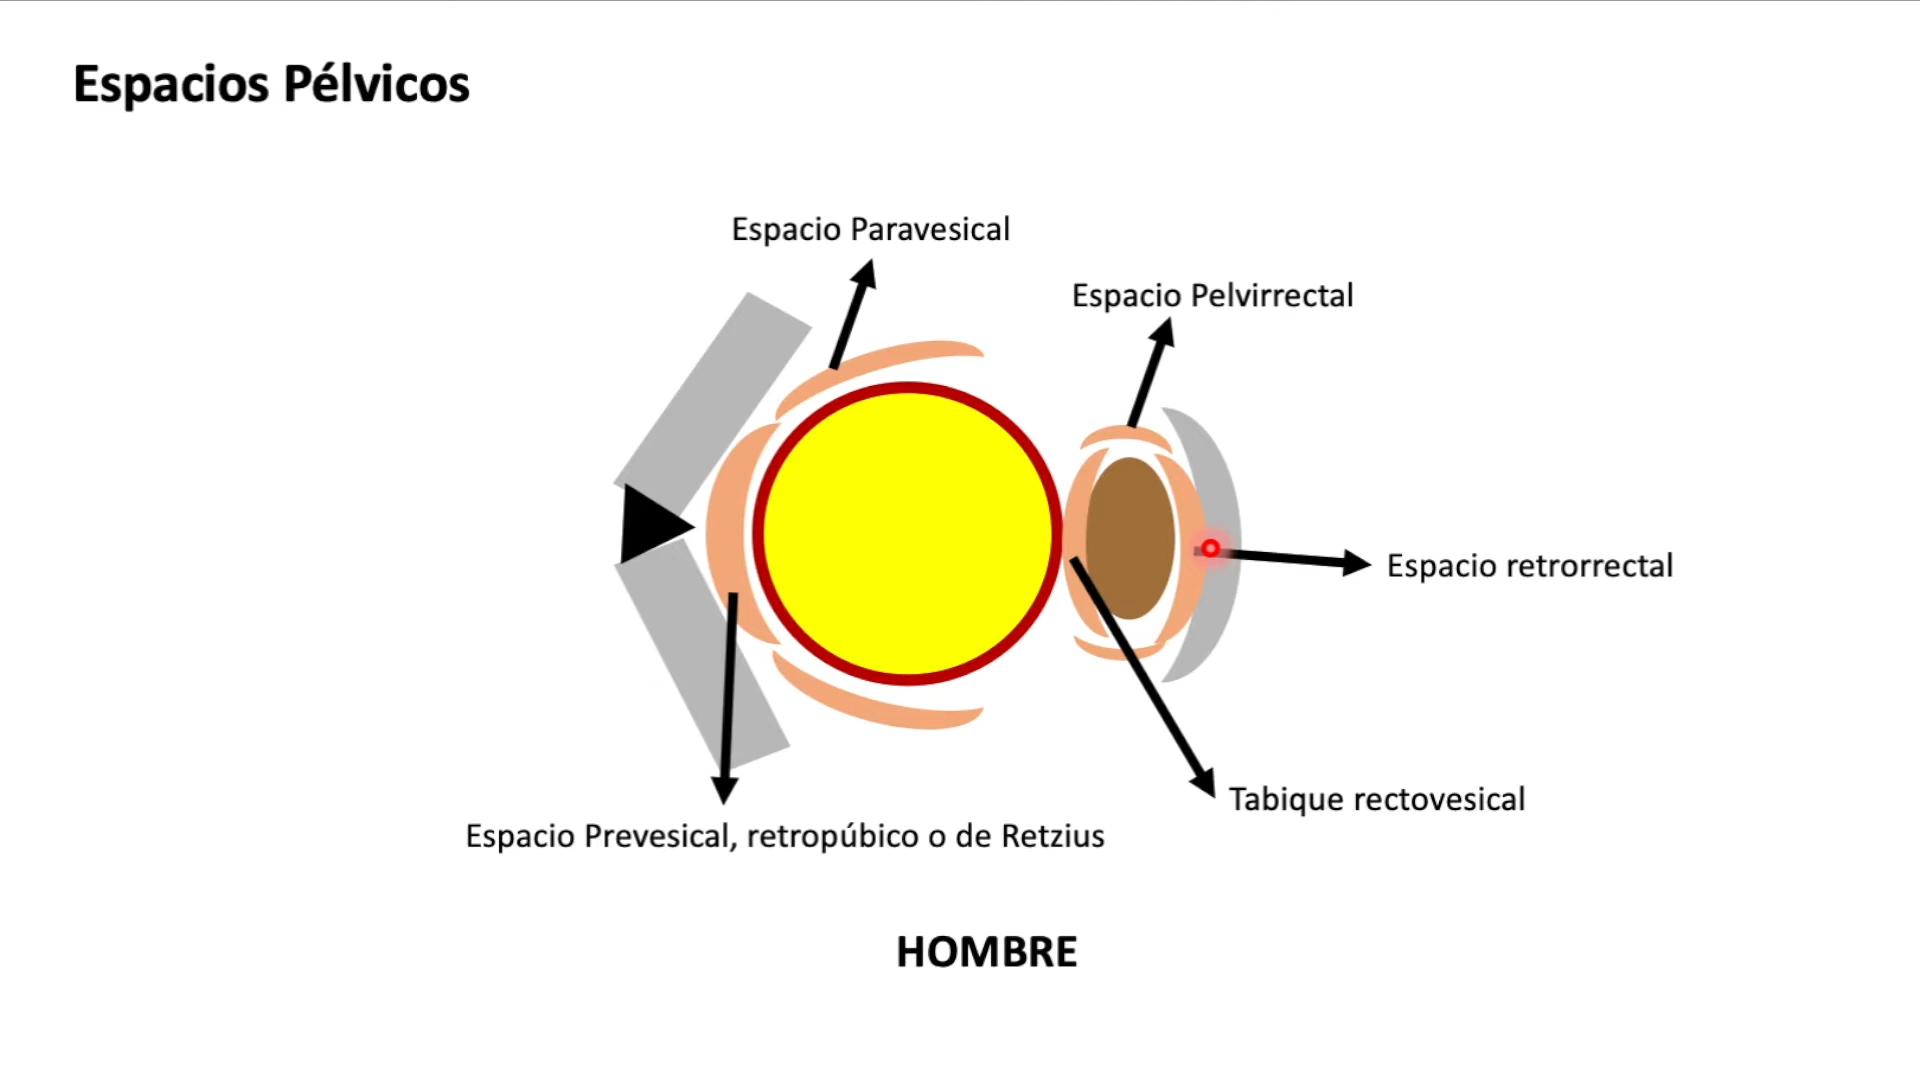 Espacios Pélvicos
Espacio Paravesical
Espacio Pelvirrectal
Espacio retrorrectal
Tabique rectovesical
Espacio Prevesical, retropúbico o de Retzius
HOMBRE